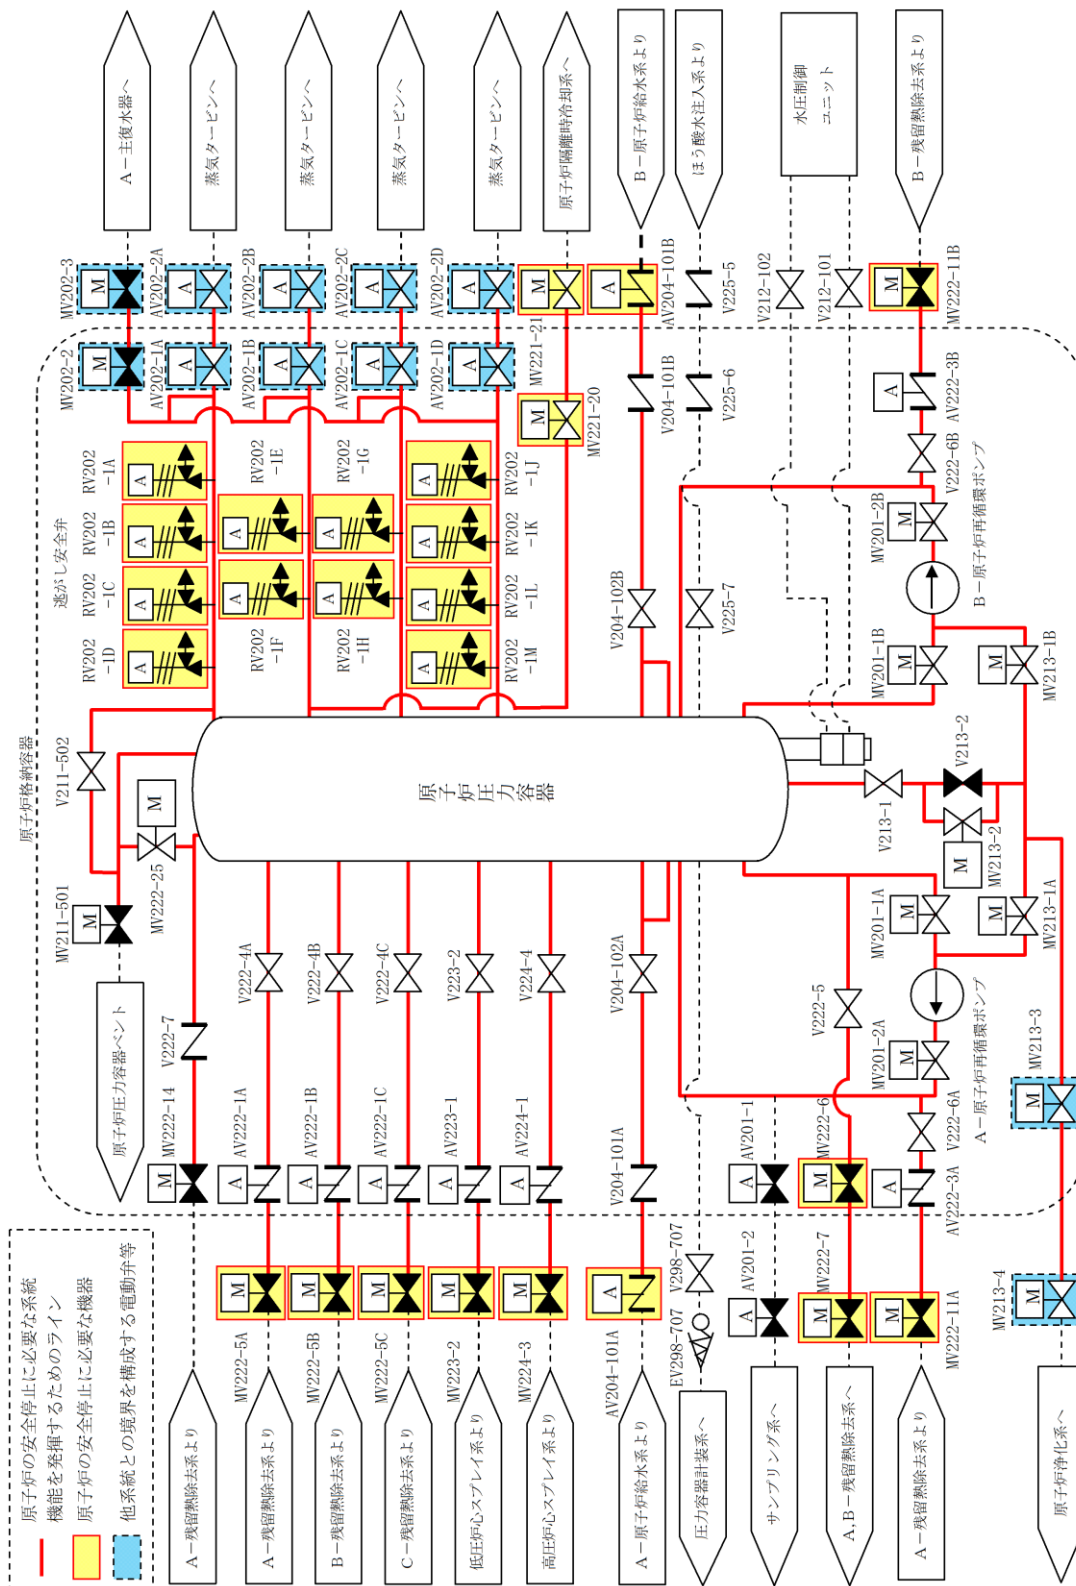 A－主復水器へ
蒸気タービンへ
蒸気タービンへ
蒸気タービンへ
蒸気タービンへ
原子炉隔離時冷却系へ
B－原子炉給水系より
ほう酸水注入系より
水圧制御
ユニット
B－残留熱除去系より
MV202-3
M
AV202-2A
A
AV202-2B
A
AV202-2C
A
AV202-2D
A
MV221-21
M
AV204-101B
A
V225-5
V212-102
V212-101
MV222-11B
M
MV202-2
M
AV202-1A
A
AV202-1B
A
AV202-1C
A
AV202-1D
A
MV221-20
M
V204-101B
V225-6
AV222-3B
A
V222-6B
逃がし安全弁
RV202
-1A
A
RV202
-1B
A
RV202
-1C
A
RV202
-1D
A
RV202
-1E
A
RV202
-1F
A
RV202
-1G
A
RV202
-1H
A
RV202
-1J
A
RV202
-1K
A
RV202
-1L
A
RV202
-1M
A
V204-102B
V225-7
MV201-2B
M
B－原子炉再循環ポンプ
MV201-1B
M
MV213-1B
M
原子炉格納容器
V211-502
MV211-501
M
MV222-25
M
原子炉圧力容器
V213-1
V213-2
MV213-2
M
MV201-1A
M
MV213-1A
M
原子炉圧力容器ベント
V222-7
MV222-14
M
V222-4A
V222-4B
V222-4C
V223-2
V224-4
V204-102A
V222-5
A－原子炉再循環ポンプ
MV201-2A
M
MV213-3
M
AV222-1A
A
AV222-1B
A
AV222-1C
A
AV223-1
A
AV224-1
A
V204-101A
AV201-1
A
MV222-6
M
V222-6A
AV222-3A
A
MV222-5A
M
MV222-5B
M
MV222-5C
M
MV223-2
M
MV224-3
M
AV204-101A
A
V298-707
EV298-707
AV201-2
A
MV222-7
M
MV222-11A
M
MV213-4
M
A－残留熱除去系より
A－残留熱除去系より
B－残留熱除去系より
C－残留熱除去系より
低圧炉心スプレイ系より
高圧炉心スプレイ系より
A－原子炉給水系より
圧力容器計装系へ
サンプリング系へ
A,B－残留熱除去系へ
A－残留熱除去系より
原子炉浄化系へ
原子炉の安全停止に必要な系統
機能を発揮するためのライン
原子炉の安全停止に必要な機器
他系統との境界を構成する電動弁等